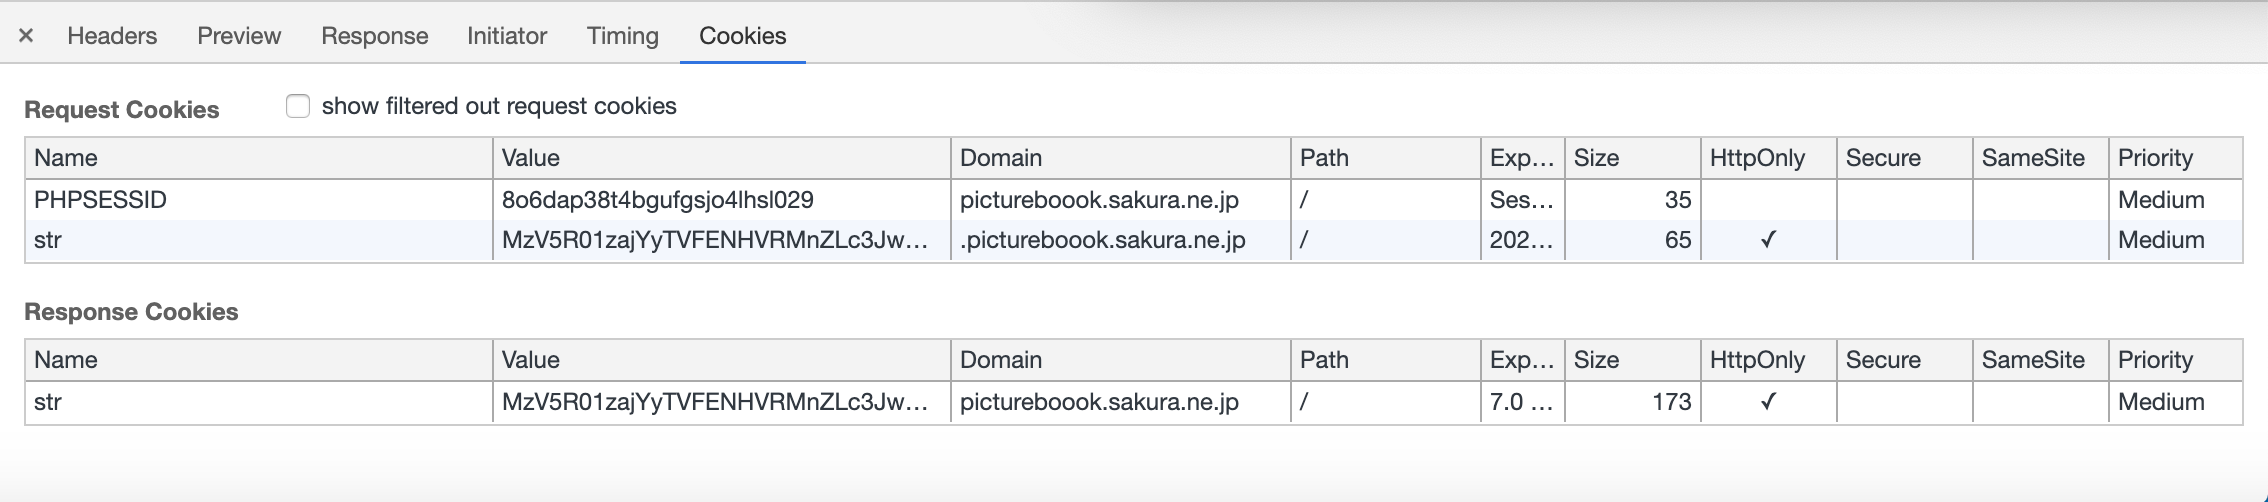 × Headers Preview Response Initiator Timing Cookies
Request Cookies show filtered out request cookies
Name Value Domain Path Exp... Size HttpOnly Secure SameSite Priority
PHPSESSID 8o6dap38t4bgufgsjo4lhsl029 pictureboook.sakura.ne.jp / Ses... 35 Medium
str MzV5R01zajYyTVFENHVRMnZLc3Jw... .pictureboook.sakura.ne.jp / 202... 65 ✓ Medium
Response Cookies
Name Value Domain Path Exp... Size HttpOnly Secure SameSite Priority
str MzV5R01zajYyTVFENHVRMnZLc3Jw... pictureboook.sakura.ne.jp / 7.0 ... 173 ✓ Medium